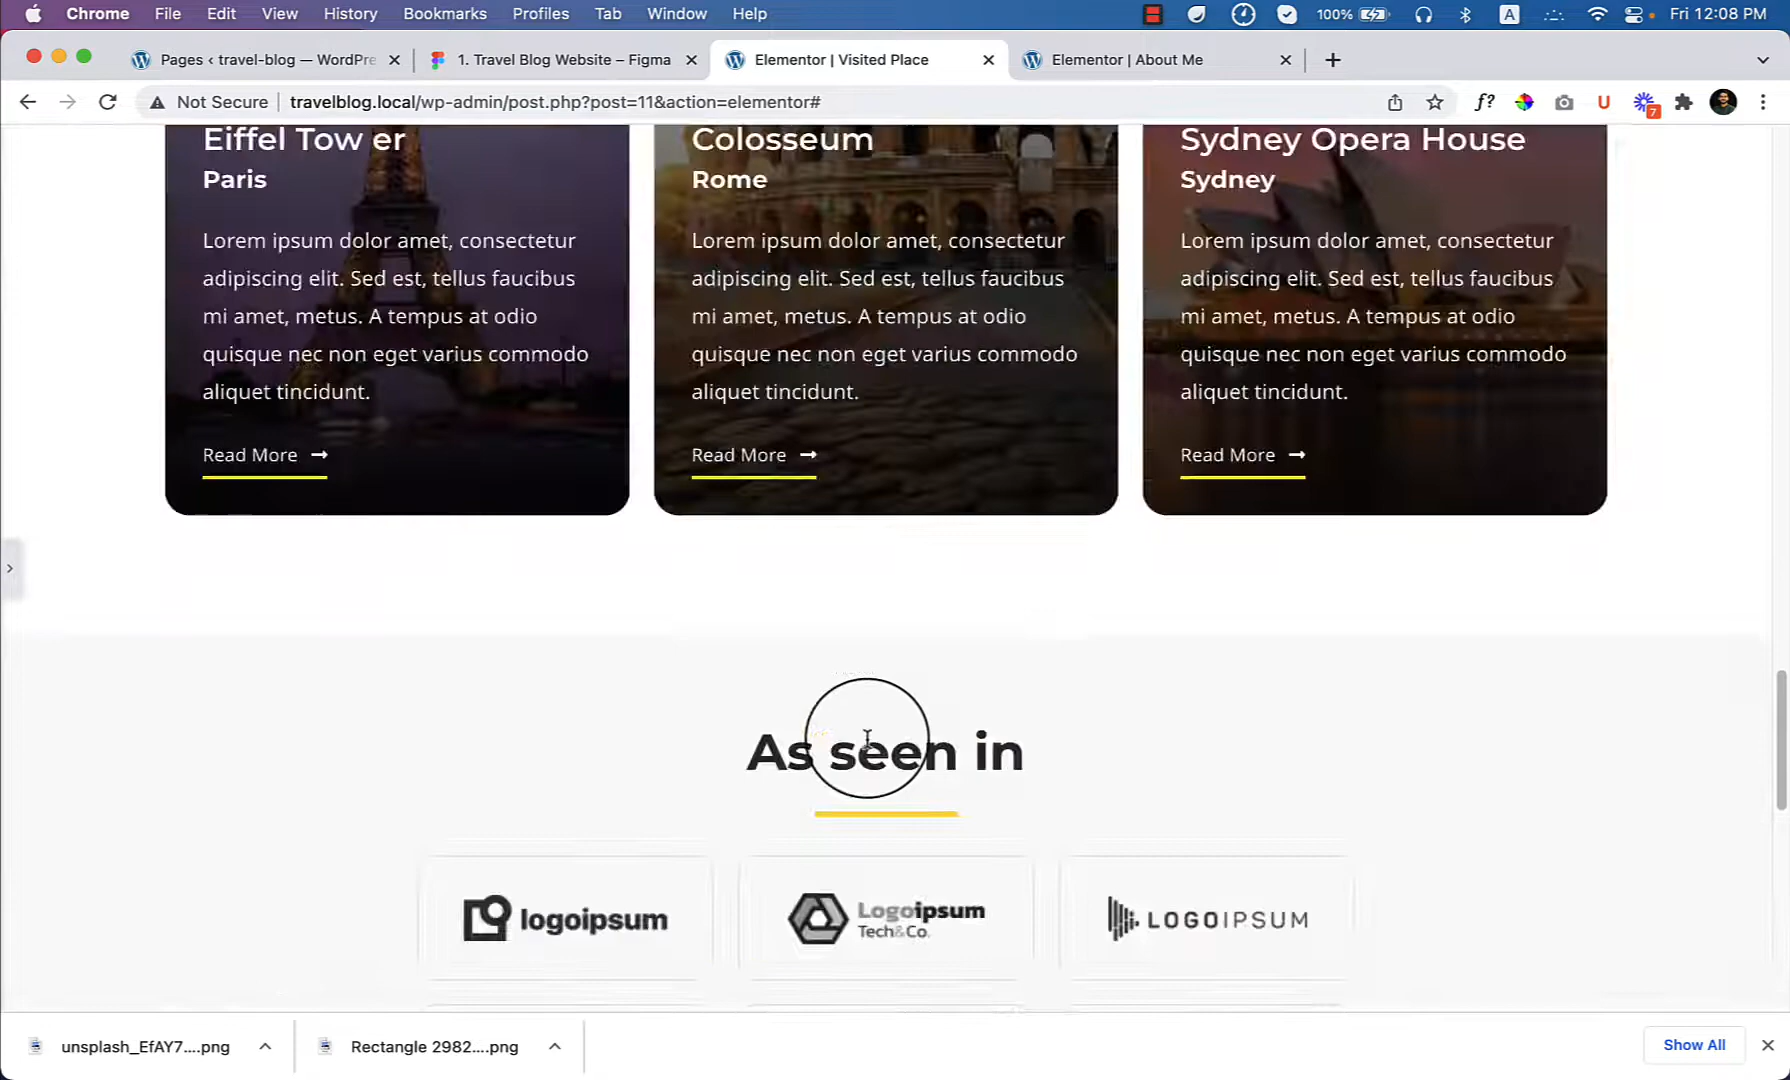 Chrome File Edit View History Bookmarks Profiles Tab Window Help 100% A Fri 12:08 PM
Pages ‹ travel-blog — WordPre 1. Travel Blog Website – Figma Elementor | Visited Place Elementor | About Me
Not Secure travelblog.local/wp-admin/post.php?post=11&action=elementor# f? U 7
Eiffel Tow er
Paris
Lorem ipsum dolor amet, consectetur
adipiscing elit. Sed est, tellus faucibus
mi amet, metus. A tempus at odio
quisque nec non eget varius commodo
aliquet tincidunt.
Read More →
Colosseum
Rome
Lorem ipsum dolor amet, consectetur
adipiscing elit. Sed est, tellus faucibus
mi amet, metus. A tempus at odio
quisque nec non eget varius commodo
aliquet tincidunt.
Read More →
Sydney Opera House
Sydney
Lorem ipsum dolor amet, consectetur
adipiscing elit. Sed est, tellus faucibus
mi amet, metus. A tempus at odio
quisque nec non eget varius commodo
aliquet tincidunt.
Read More →
As seen in
logoipsum
Logoipsum
Tech&Co.
LOGOIPSUM
unsplash_EfAY7....png Rectangle 2982....png Show All